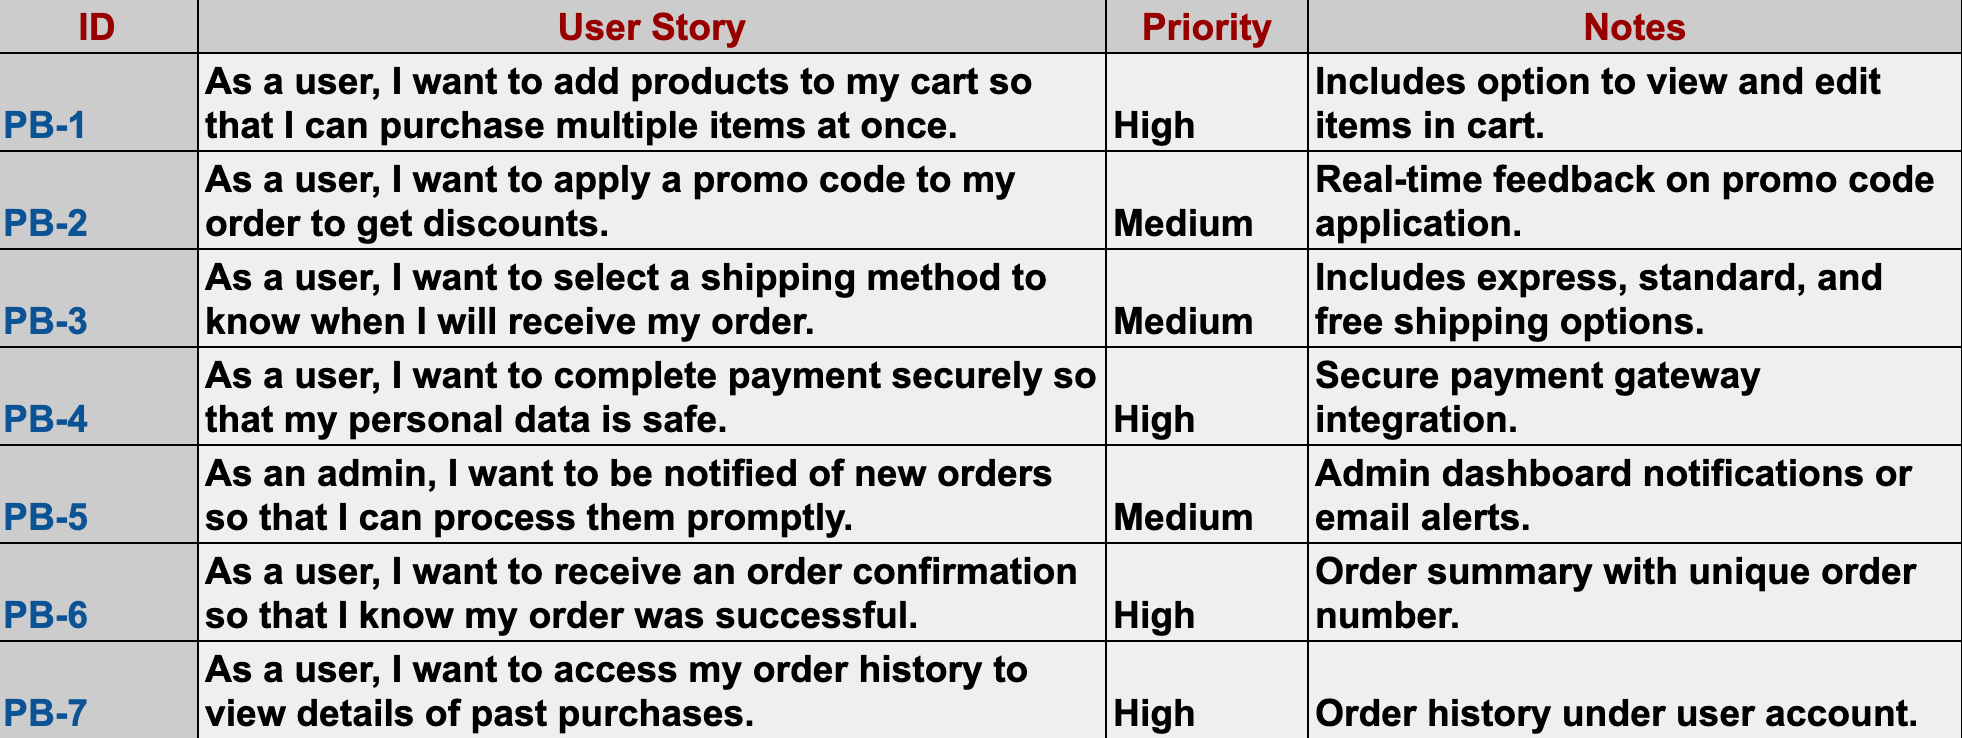 ID User Story Priority Notes
As a user, I want to add products to my cart so Includes option to view and edit
PB-1 that I can purchase multiple items at once. High items in cart.
As a user, I want to apply a promo code to my Real-time feedback on promo code
PB-2 order to get discounts. Medium application.
As a user, I want to select a shipping method to Includes express, standard, and
PB-3 know when I will receive my order. Medium free shipping options.
As a user, I want to complete payment securely so Secure payment gateway
PB-4 that my personal data is safe. High integration.
As an admin, I want to be notified of new orders Admin dashboard notifications or
PB-5 so that I can process them promptly. Medium email alerts.
As a user, I want to receive an order confirmation Order summary with unique order
PB-6 so that I know my order was successful. High number.
As a user, I want to access my order history to
PB-7 view details of past purchases. High Order history under user account.